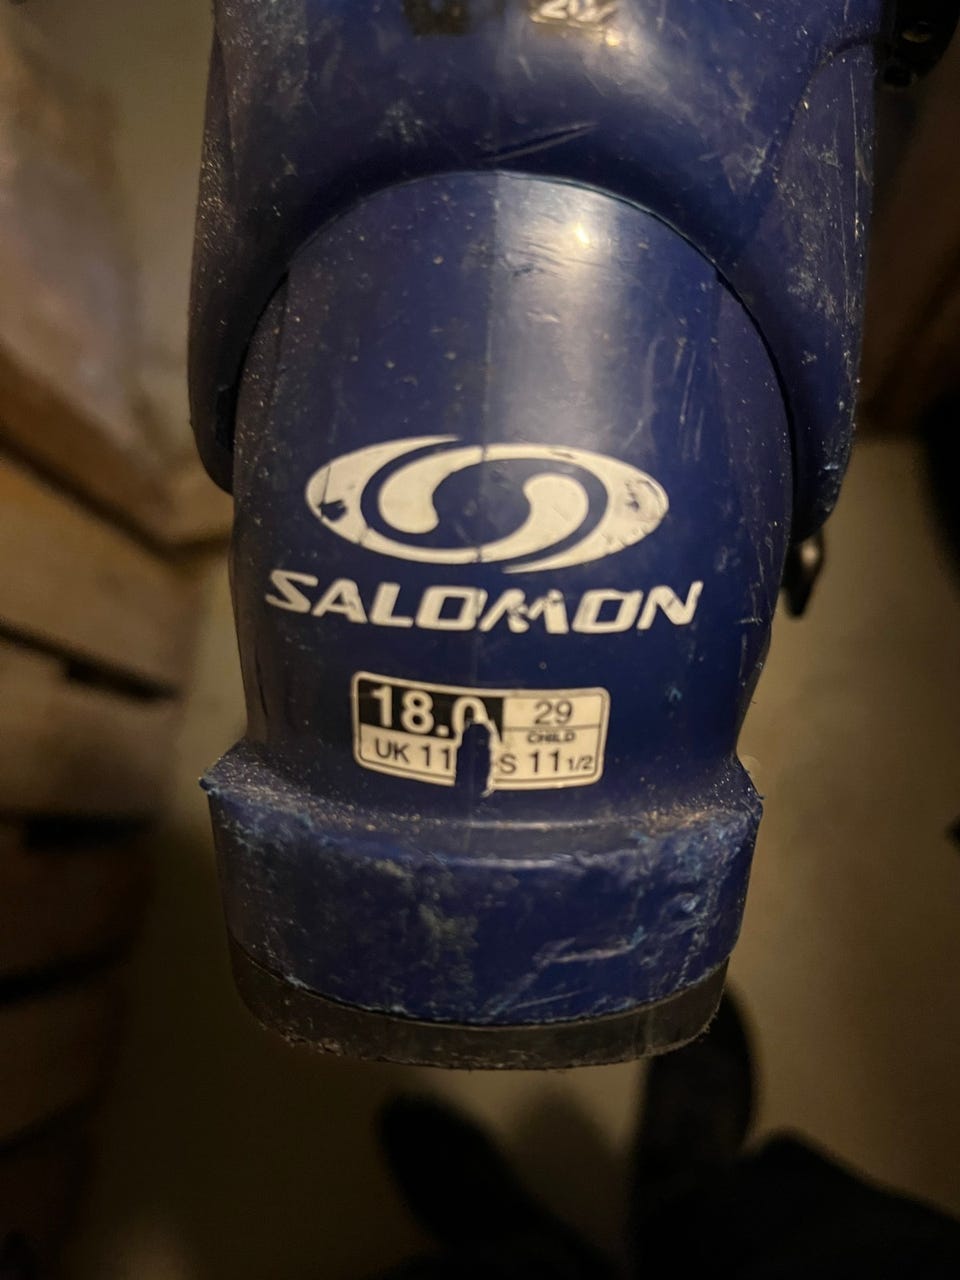 SALOMON
18.0
29
CHILD
UK 11
S 11 1/2